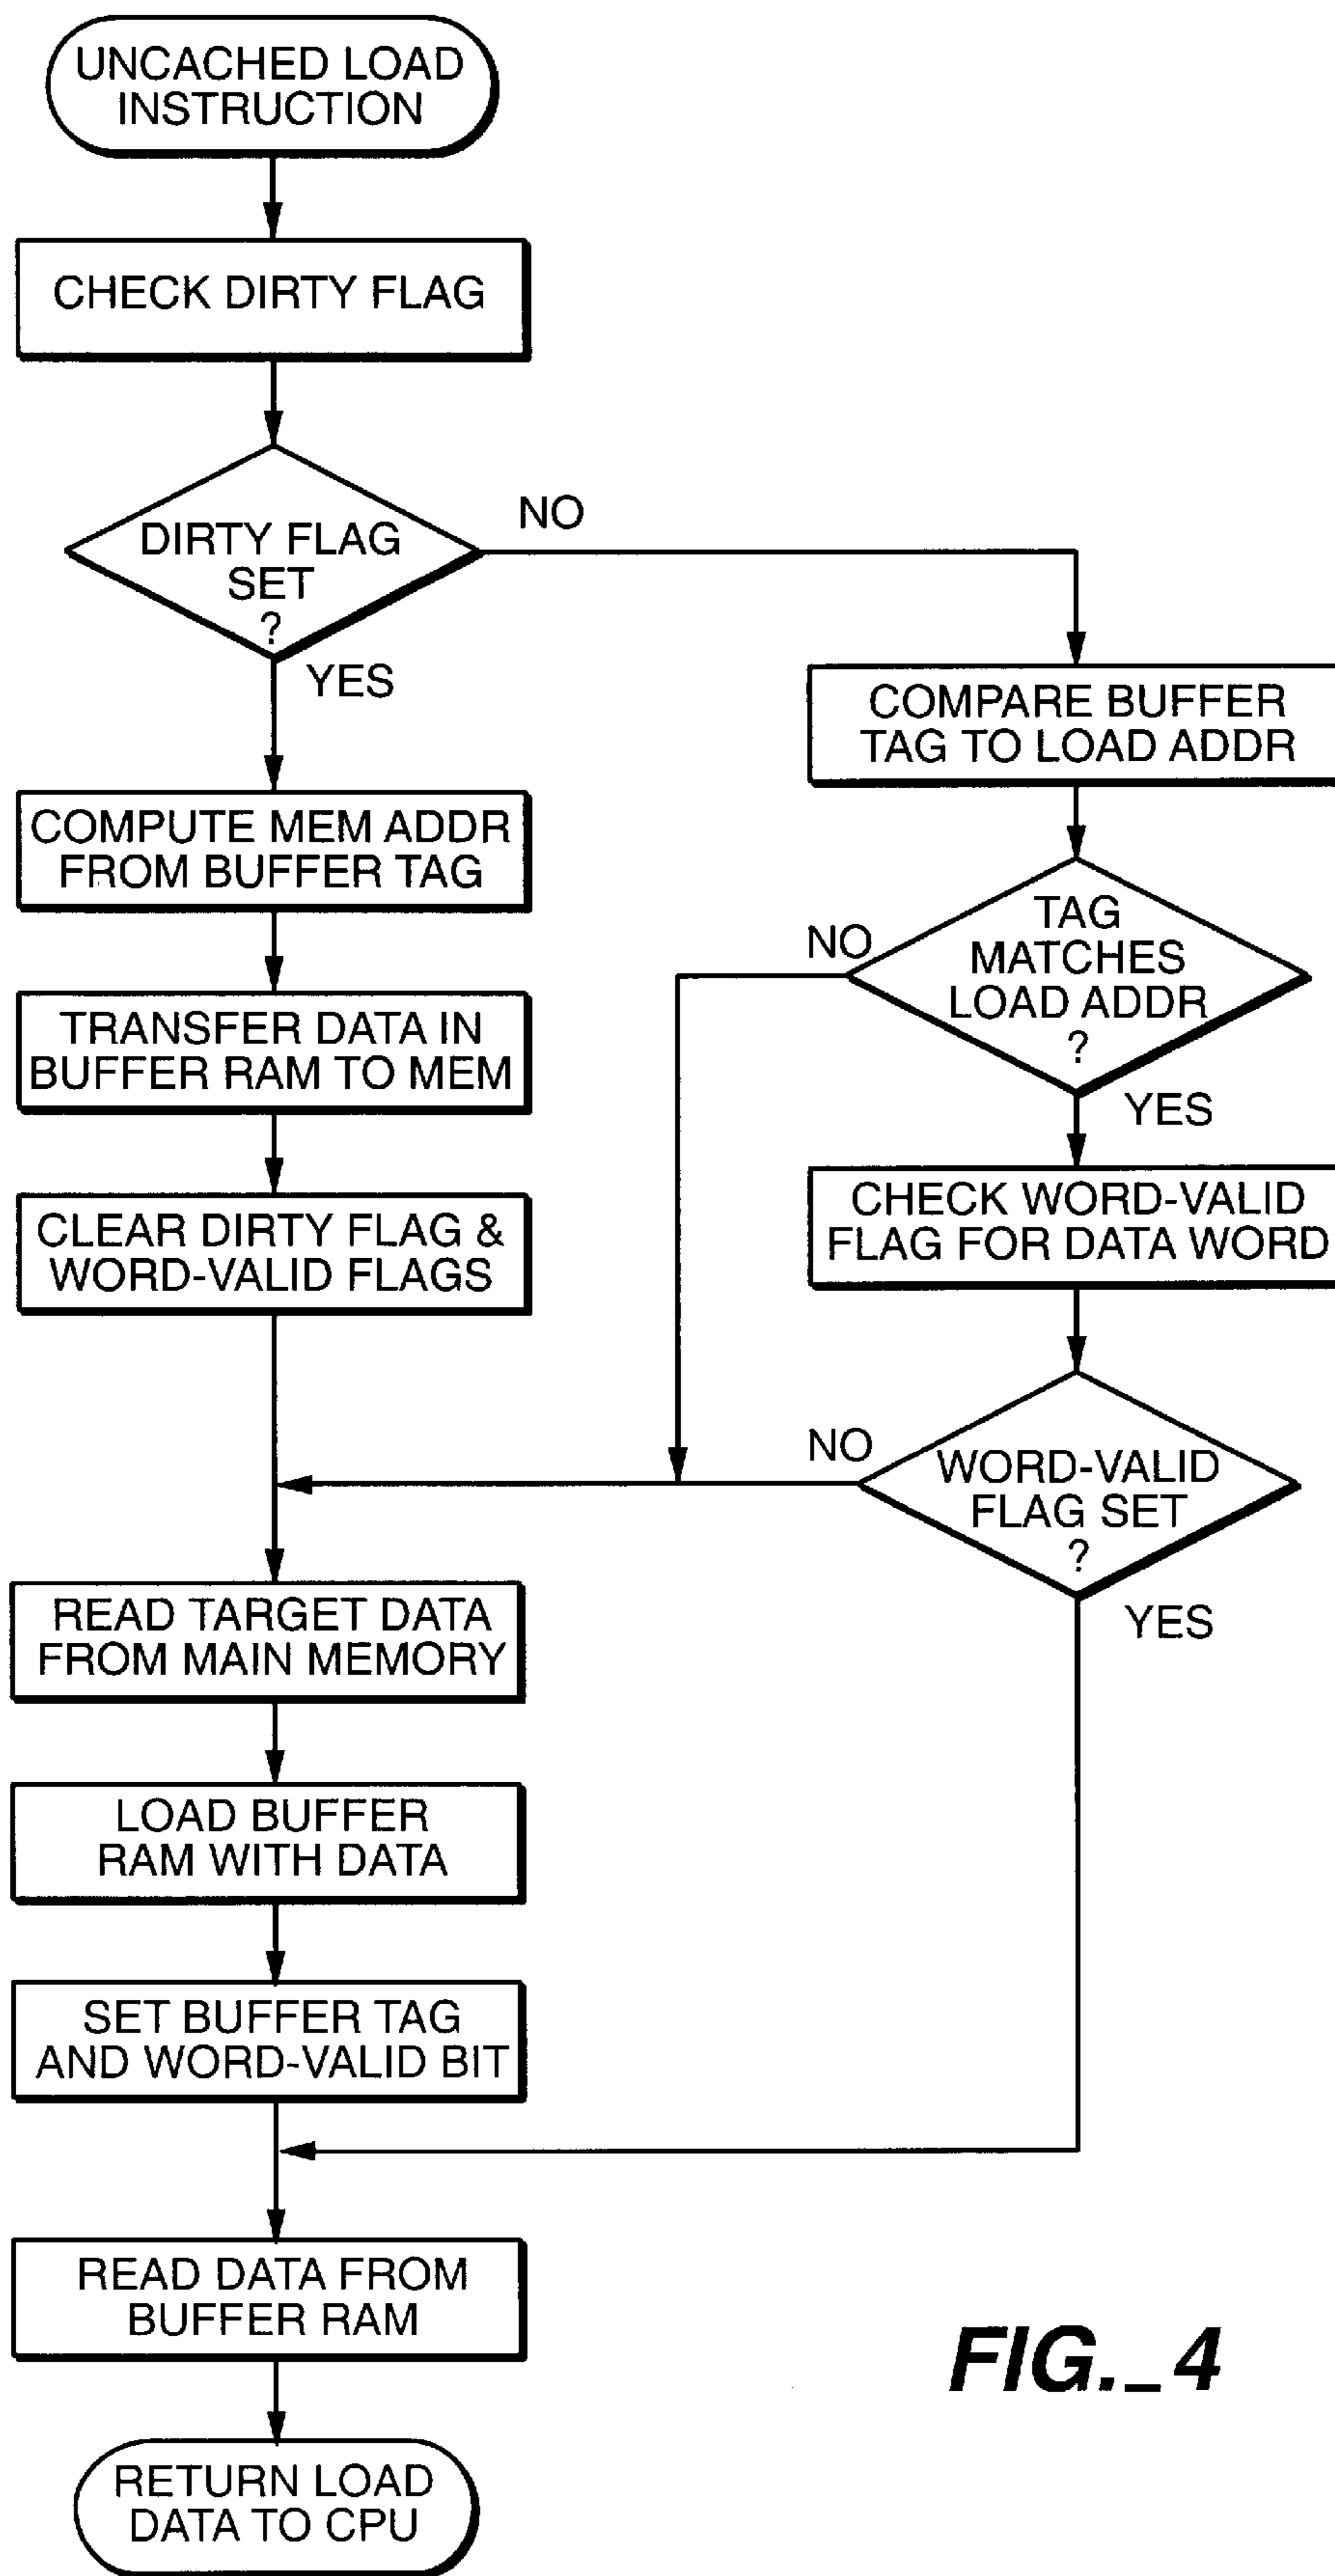 UNCACHED LOAD
INSTRUCTION
CHECK DIRTY FLAG
DIRTY FLAG
SET
?
NO
YES
COMPARE BUFFER
TAG TO LOAD ADDR
COMPUTE MEM ADDR
FROM BUFFER TAG
TAG
MATCHES
LOAD ADDR
?
NO
YES
TRANSFER DATA IN
BUFFER RAM TO MEM
CHECK WORD-VALID
FLAG FOR DATA WORD
CLEAR DIRTY FLAG &
WORD-VALID FLAGS
WORD-VALID
FLAG SET
?
NO
YES
READ TARGET DATA
FROM MAIN MEMORY
LOAD BUFFER
RAM WITH DATA
SET BUFFER TAG
AND WORD-VALID BIT
READ DATA FROM
BUFFER RAM
RETURN LOAD
DATA TO CPU
FIG._4